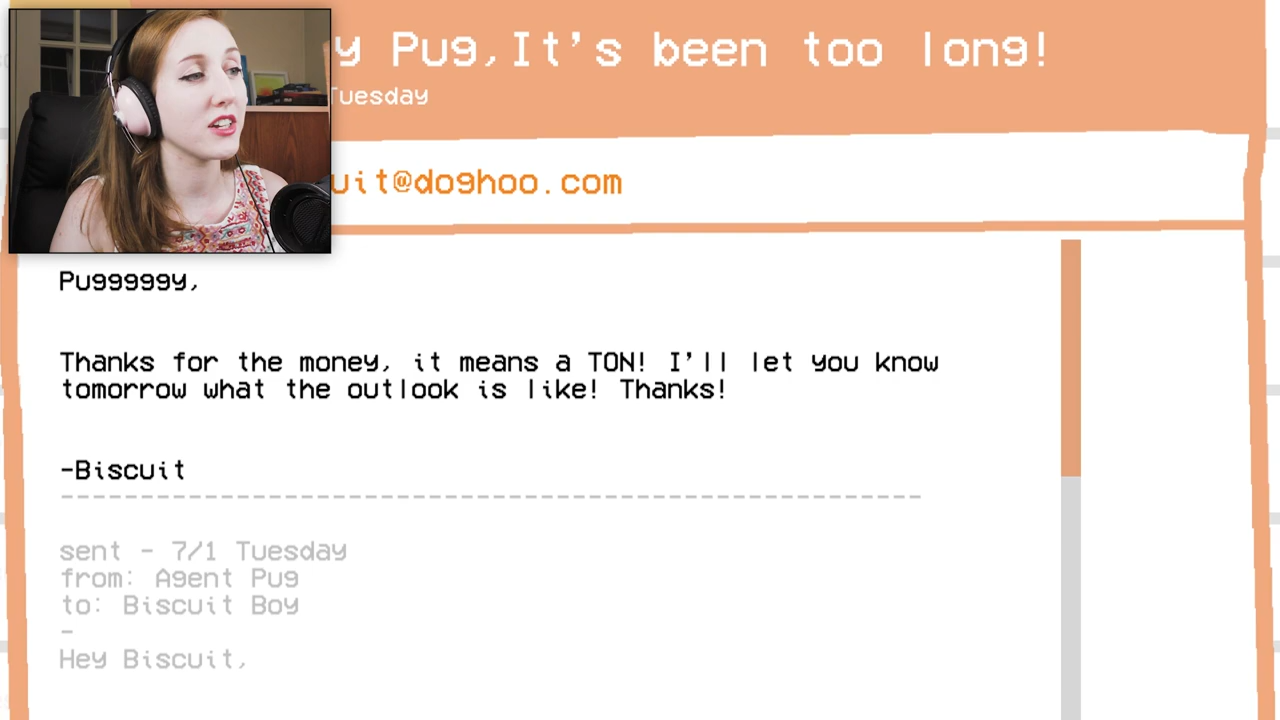 y Pug,It's been too long!
Tuesday
uit@doghoo.com
Pugggggy,
Thanks for the money, it means a TON! I'll let you know
tomorrow what the outlook is like! Thanks!
-Biscuit
-------------------------------------------------------
sent - 7/1 Tuesday
from: Agent Pug
to: Biscuit Boy
-
Hey Biscuit,